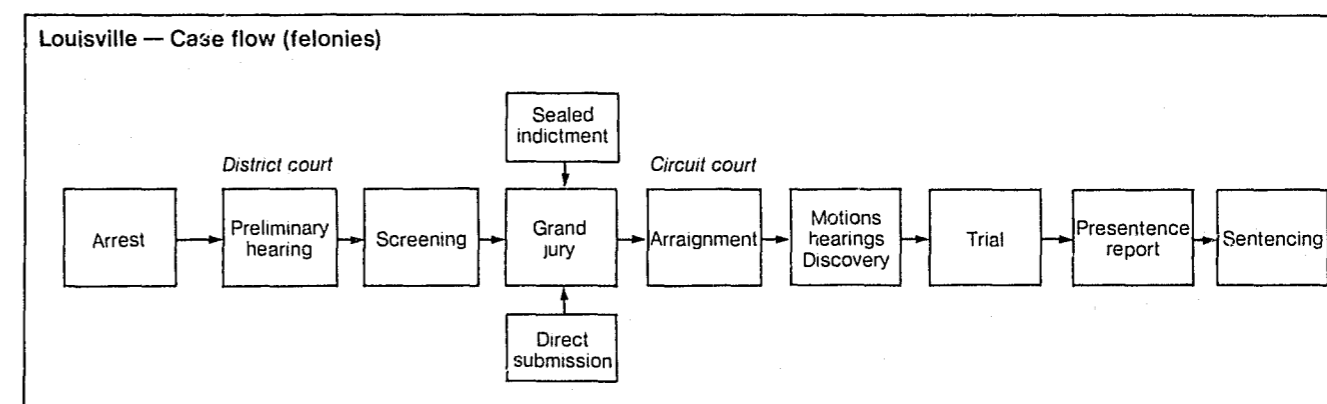 Louisville — Case flow (felonies)
Sealed
indictment
District court
Circuit court
Arrest
Preliminary
hearing
Screening
Grand
jury
Arraignment
Motions
hearings
Discovery
Trial
Presentence
report
Sentencing
Direct
submission